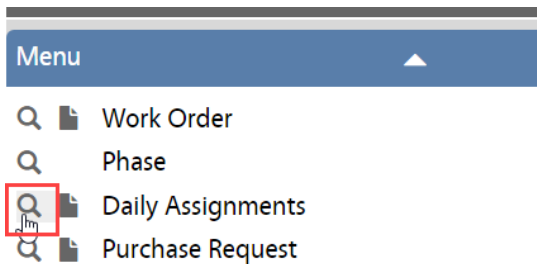 Menu
Work Order
Phase
Daily Assignments
Purchase Request